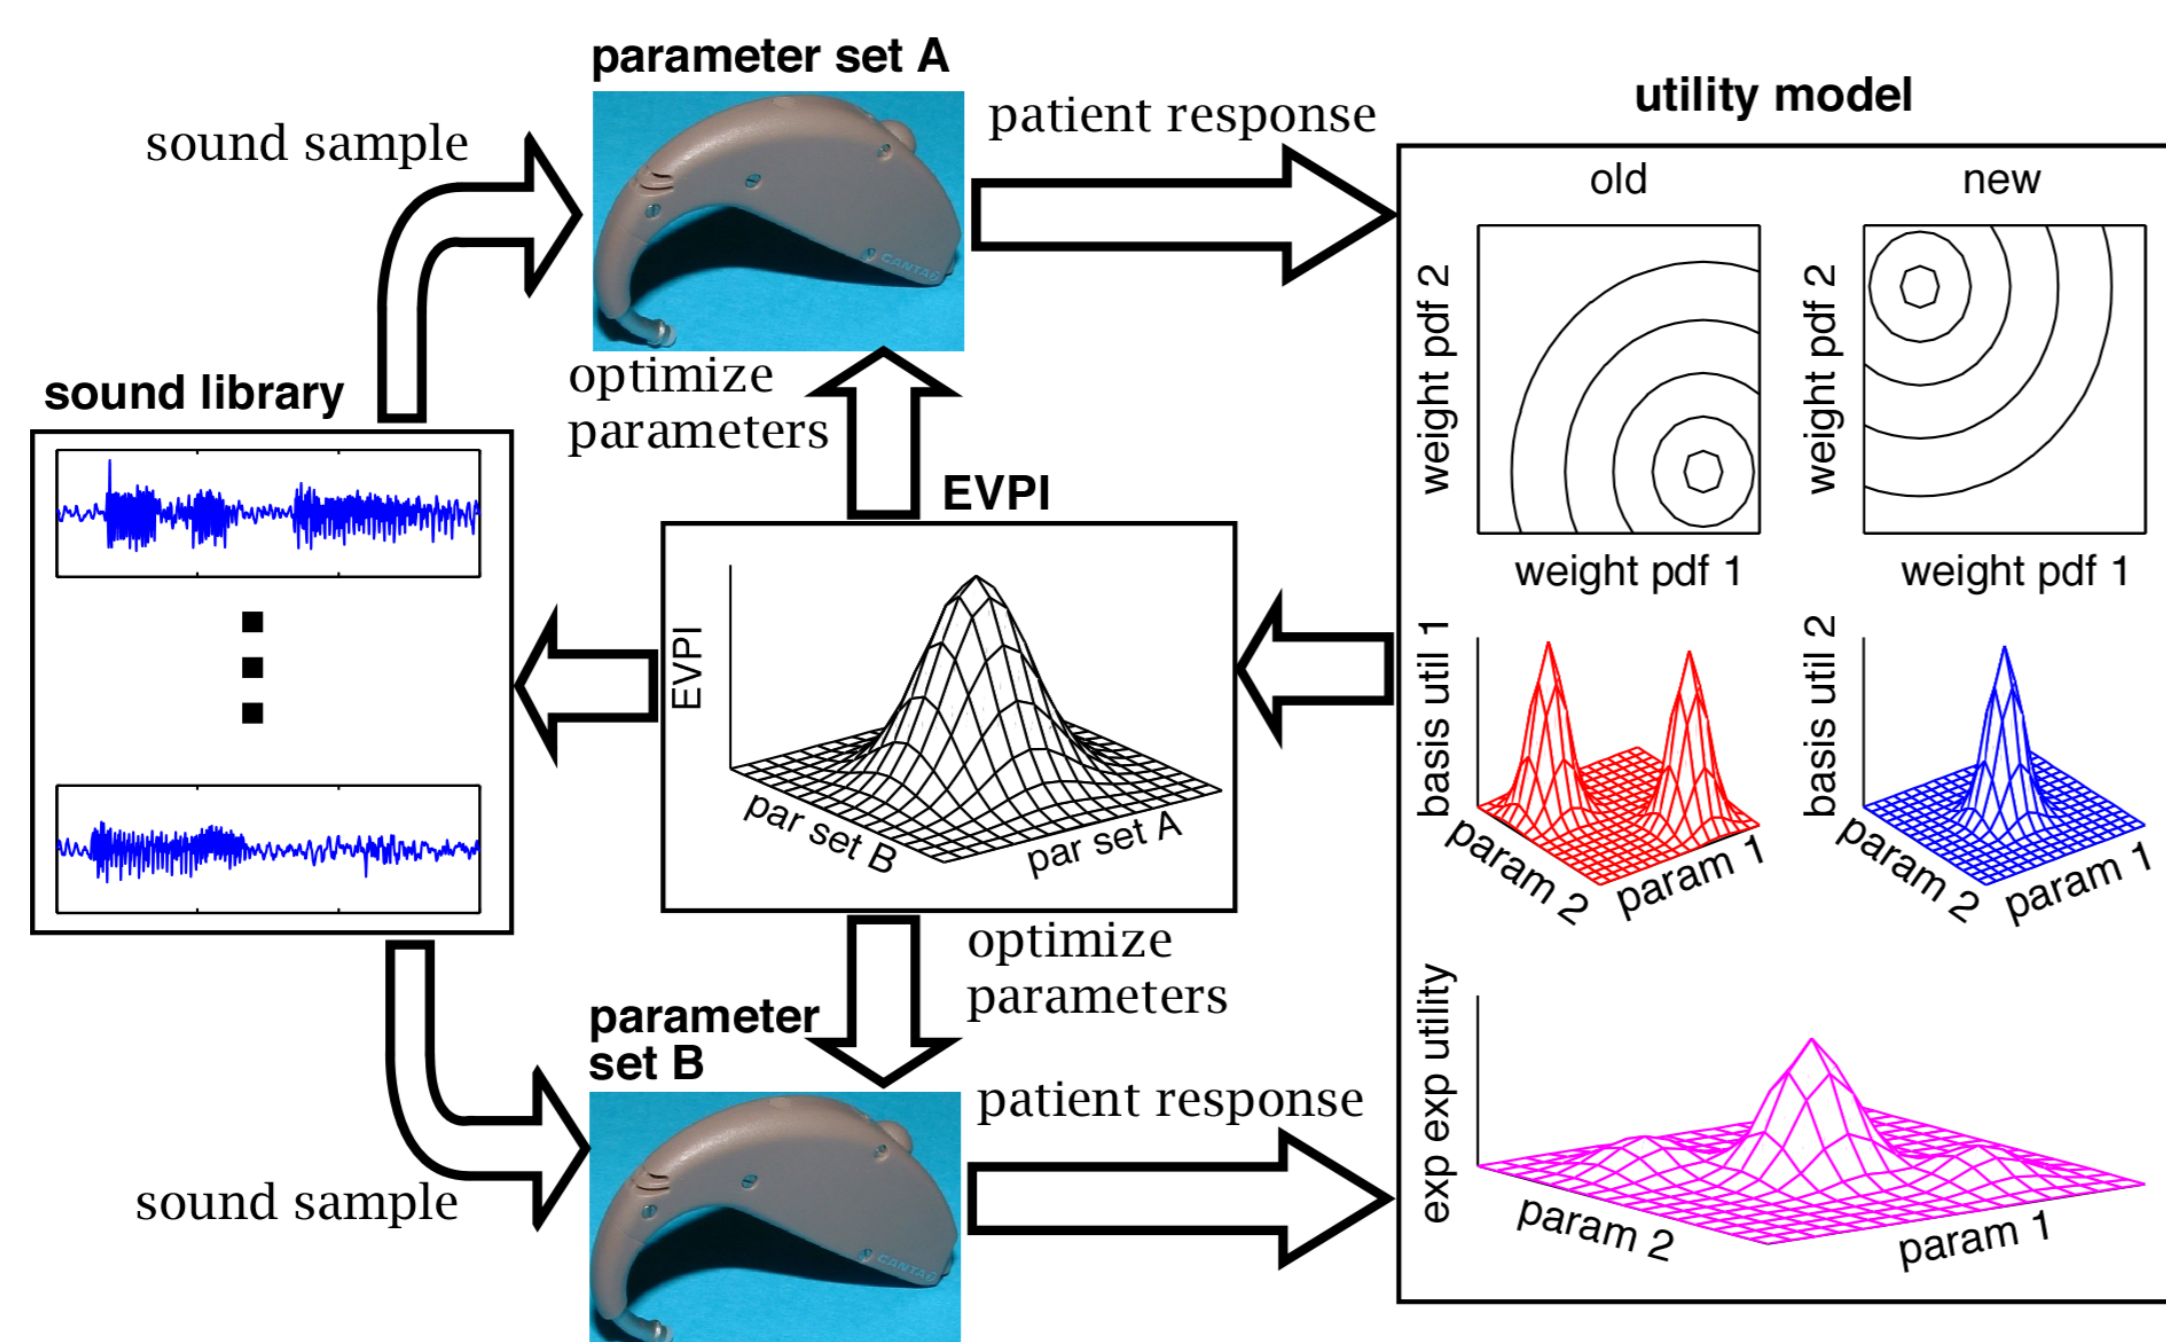 parameter set A
sound sample
patient response
utility model
old
new
weight pdf 2
weight pdf 1
weight pdf 2
weight pdf 1
CANTA
optimize
parameters
sound library
EVPI
EVPI
par set B
par set A
basis util 1
param 2
param 1
basis util 2
param 2
param 1
optimize
parameters
parameter
set B
sound sample
patient response
CANTA
exp exp utility
param 2
param 1